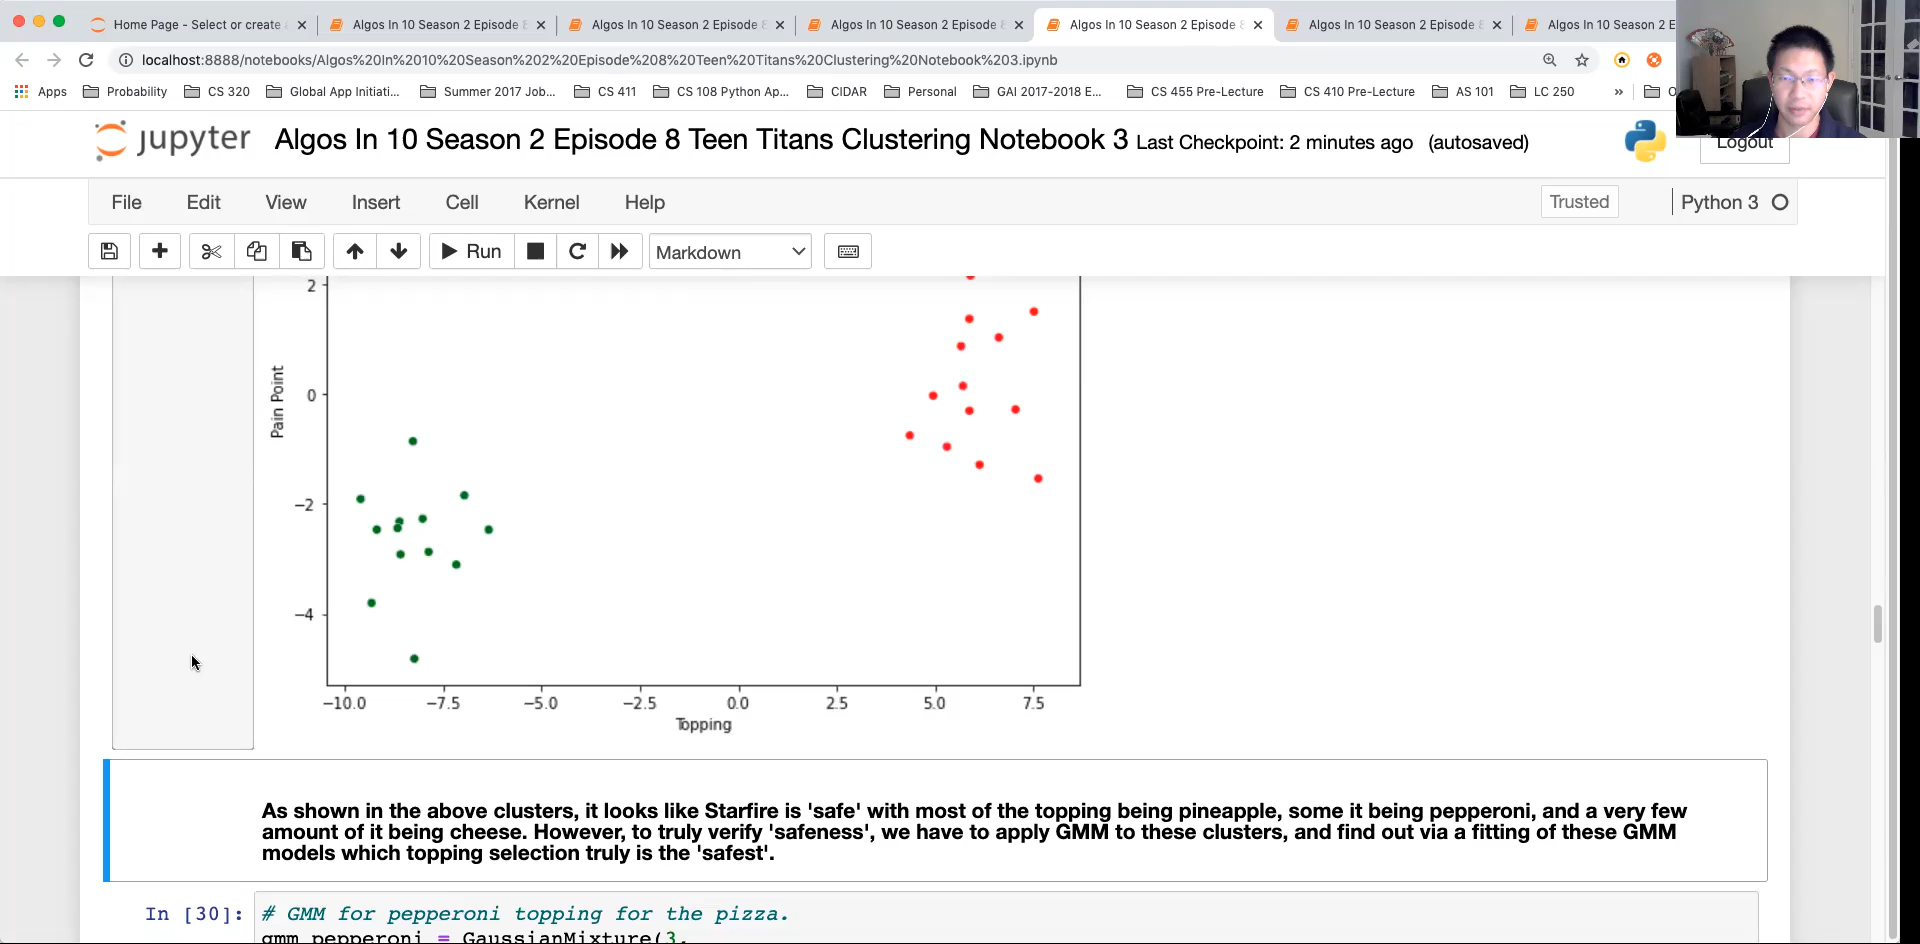 Home Page - Select or create
Algos In 10 Season 2 Episode 8
Algos In 10 Season 2 Episode 8
Algos In 10 Season 2 Episode 8
Algos In 10 Season 2 Episode 8
Algos In 10 Season 2 Episode 8
Algos In 10 Season 2 E
localhost:8888/notebooks/Algos%20In%2010%20Season%202%20Episode%208%20Teen%20Titans%20Clustering%20Notebook%203.ipynb
Apps
Probability
CS 320
Global App Initiati...
Summer 2017 Job...
CS 411
CS 108 Python Ap...
CIDAR
Personal
GAI 2017-2018 E...
CS 455 Pre-Lecture
CS 410 Pre-Lecture
AS 101
LC 250
»
O
jupyter
Algos In 10 Season 2 Episode 8 Teen Titans Clustering Notebook 3 Last Checkpoint: 2 minutes ago (autosaved)
Logout
File
Edit
View
Insert
Cell
Kernel
Help
Trusted
Python 3
Run
Markdown
2
0
−2
−4
Pain Point
−10.0
−7.5
−5.0
−2.5
0.0
2.5
5.0
7.5
Topping
As shown in the above clusters, it looks like Starfire is 'safe' with most of the topping being pineapple, some it being pepperoni, and a very few
amount of it being cheese. However, to truly verify 'safeness', we have to apply GMM to these clusters, and find out via a fitting of these GMM
models which topping selection truly is the 'safest'.
In [30]:
# GMM for pepperoni topping for the pizza.
gmm pepperoni = GaussianMixture(3,